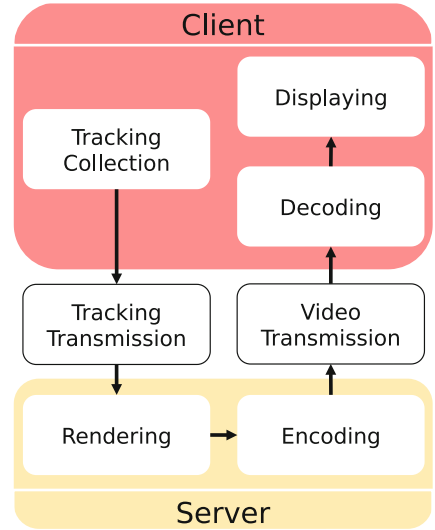 Client
Displaying
Tracking
Collection
Decoding
Tracking
Transmission
Video
Transmission
Rendering
Encoding
Server